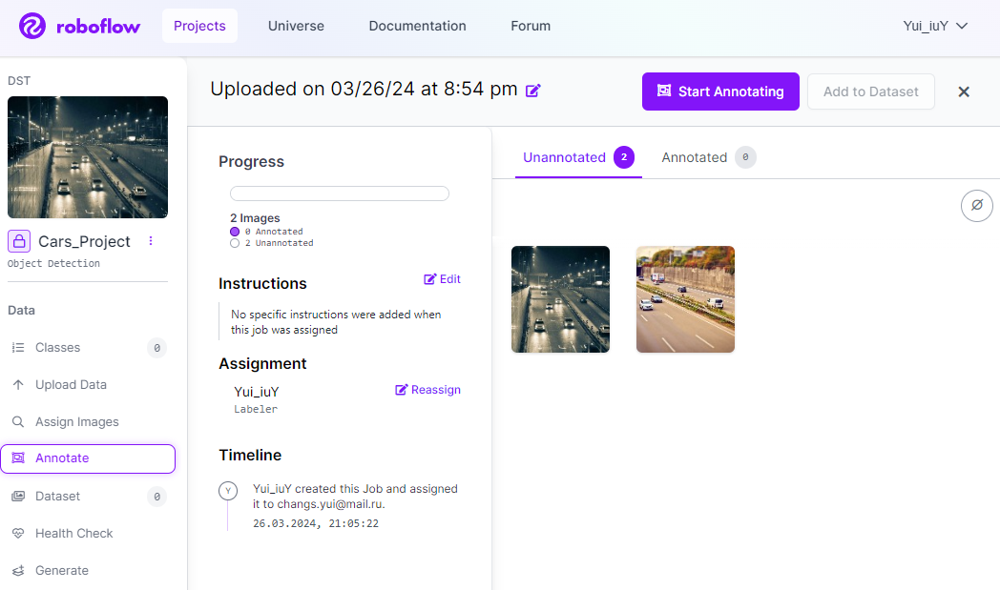 roboflow
Projects
Universe
Documentation
Forum
Yui_iuY
DST
Cars_Project
Object Detection
Data
Classes 0
Upload Data
Assign Images
Annotate
Dataset 0
Health Check
Generate
Uploaded on 03/26/24 at 8:54 pm
Start Annotating
Add to Dataset
Progress
2 Images
0 Annotated
2 Unannotated
Instructions
Edit
No specific instructions were added when
this job was assigned
Assignment
Yui_iuY
Reassign
Labeler
Timeline
Y
Yui_iuY created this Job and assigned
it to changs.yui@mail.ru.
26.03.2024, 21:05:22
Unannotated 2
Annotated 0